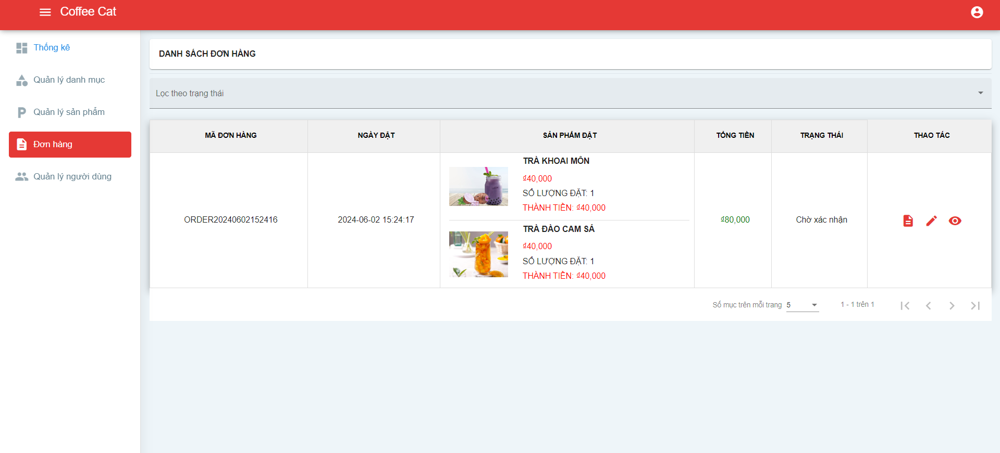 Coffee Cat
Thống kê
Quản lý danh mục
Quản lý sản phẩm
Đơn hàng
Quản lý người dùng
DANH SÁCH ĐƠN HÀNG
Lọc theo trạng thái
MÃ ĐƠN HÀNG
NGÀY ĐẶT
SẢN PHẨM ĐẶT
TỔNG TIỀN
TRẠNG THÁI
THAO TÁC
ORDER20240602152416
2024-06-02 15:24:17
TRÀ KHOAI MÔN
₫40,000
SỐ LƯỢNG ĐẶT: 1
THÀNH TIỀN: ₫40,000
TRÀ ĐÀO CAM SẢ
₫40,000
SỐ LƯỢNG ĐẶT: 1
THÀNH TIỀN: ₫40,000
₫80,000
Chờ xác nhận
Số mục trên mỗi trang 5
1 - 1 trên 1